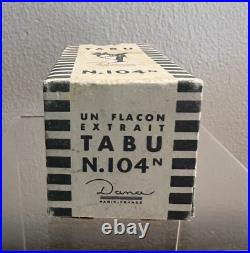 TABU
N.104N
UN FLACON
EXTRAIT
TABU
N.104N
Dana
PARIS-FRANCE